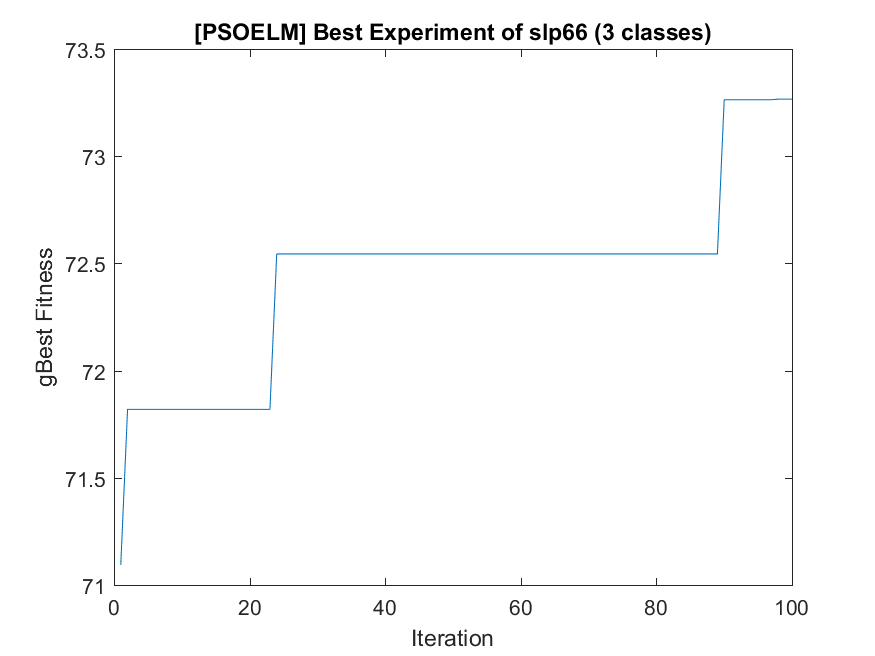 [PSOELM] Best Experiment of slp66 (3 classes)
73.5
73
72.5
72
71.5
71
gBest Fitness
0 20 40 60 80 100
Iteration